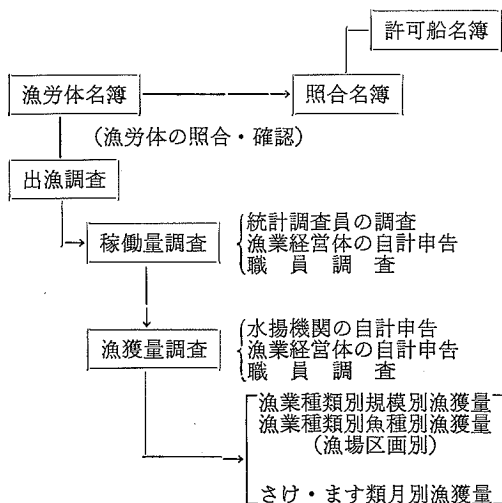 許可船名簿
漁労体名簿
照合名簿
(漁労体の照合・確認)
出漁調査
稼働量調査
統計調査員の調査
漁業経営体の自計申告
職員調査
漁獲量調査
水揚機関の自計申告
漁業経営体の自計申告
職員調査
漁業種類別規模別漁獲量
漁業種類別魚種別漁獲量
(漁場区画別)
さけ・ます類月別漁獲量